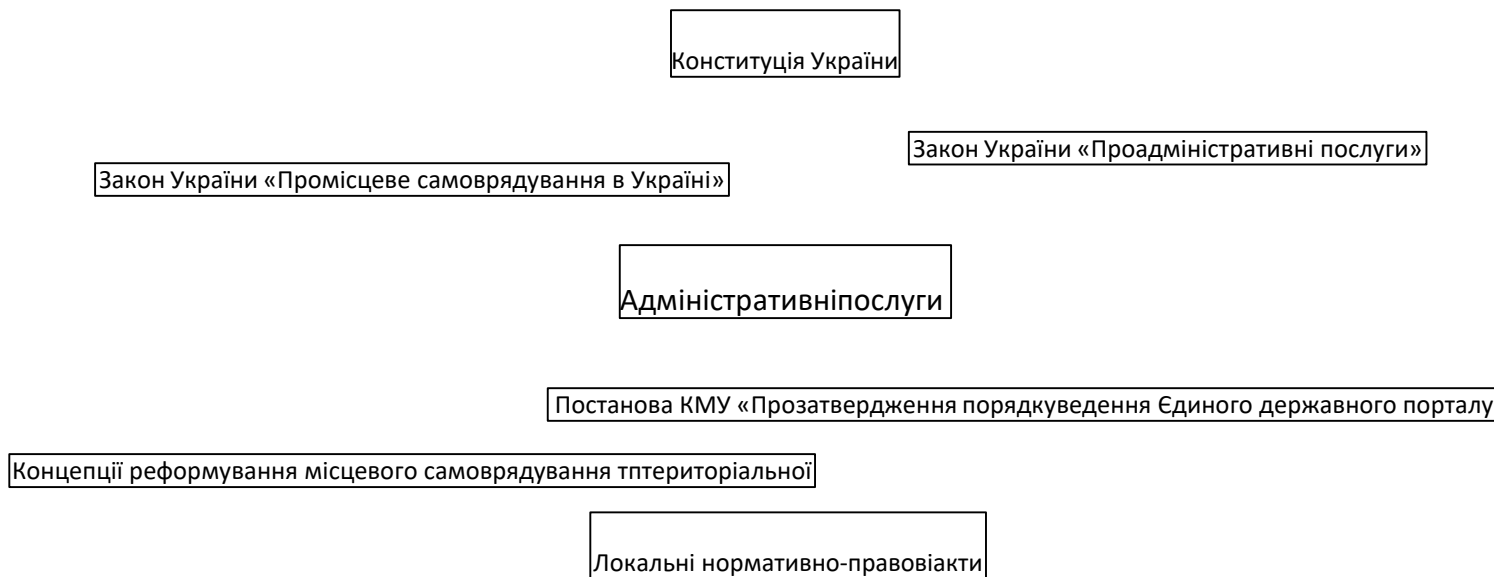 Конституція України
Закон України «Проадміністративні послуги»
Закон України «Промісцеве самоврядування в Україні»
Адміністративніпослуги
Постанова КМУ «Прозатвердження порядкуведення Єдиного державного порталу
Концепції реформування місцевого самоврядування тптериторіальної
Локальні нормативно-правовіакти